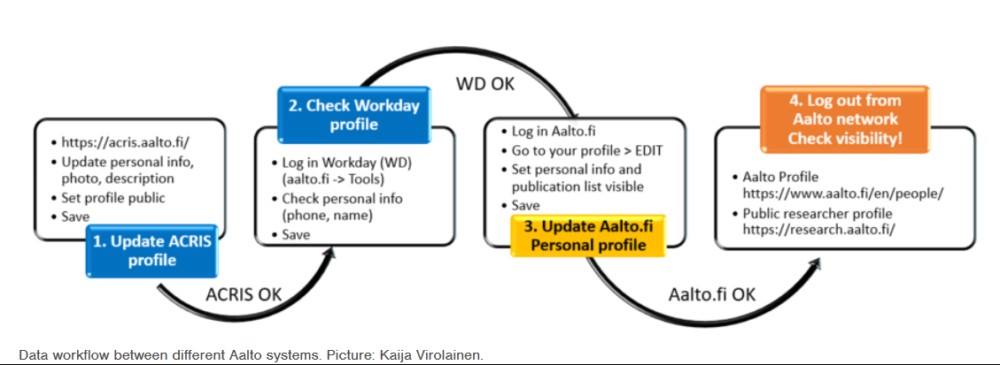 • https://acris.aalto.fi/
• Update personal info,
photo, description
• Set profile public
• Save
1. Update ACRIS
profile
ACRIS OK
2. Check Workday
profile
• Log in Workday (WD)
(aalto.fi -> Tools)
• Check personal info
(phone, name)
• Save
WD OK
• Log in Aalto.fi
• Go to your profile > EDIT
• Set personal info and
publication list visible
• Save
3. Update Aalto.fi
Personal profile
Aalto.fi OK
4. Log out from
Aalto network
Check visibility!
• Aalto Profile
https://www.aalto.fi/en/people/
• Public researcher profile
https://research.aalto.fi/
Data workflow between different Aalto systems. Picture: Kaija Virolainen.